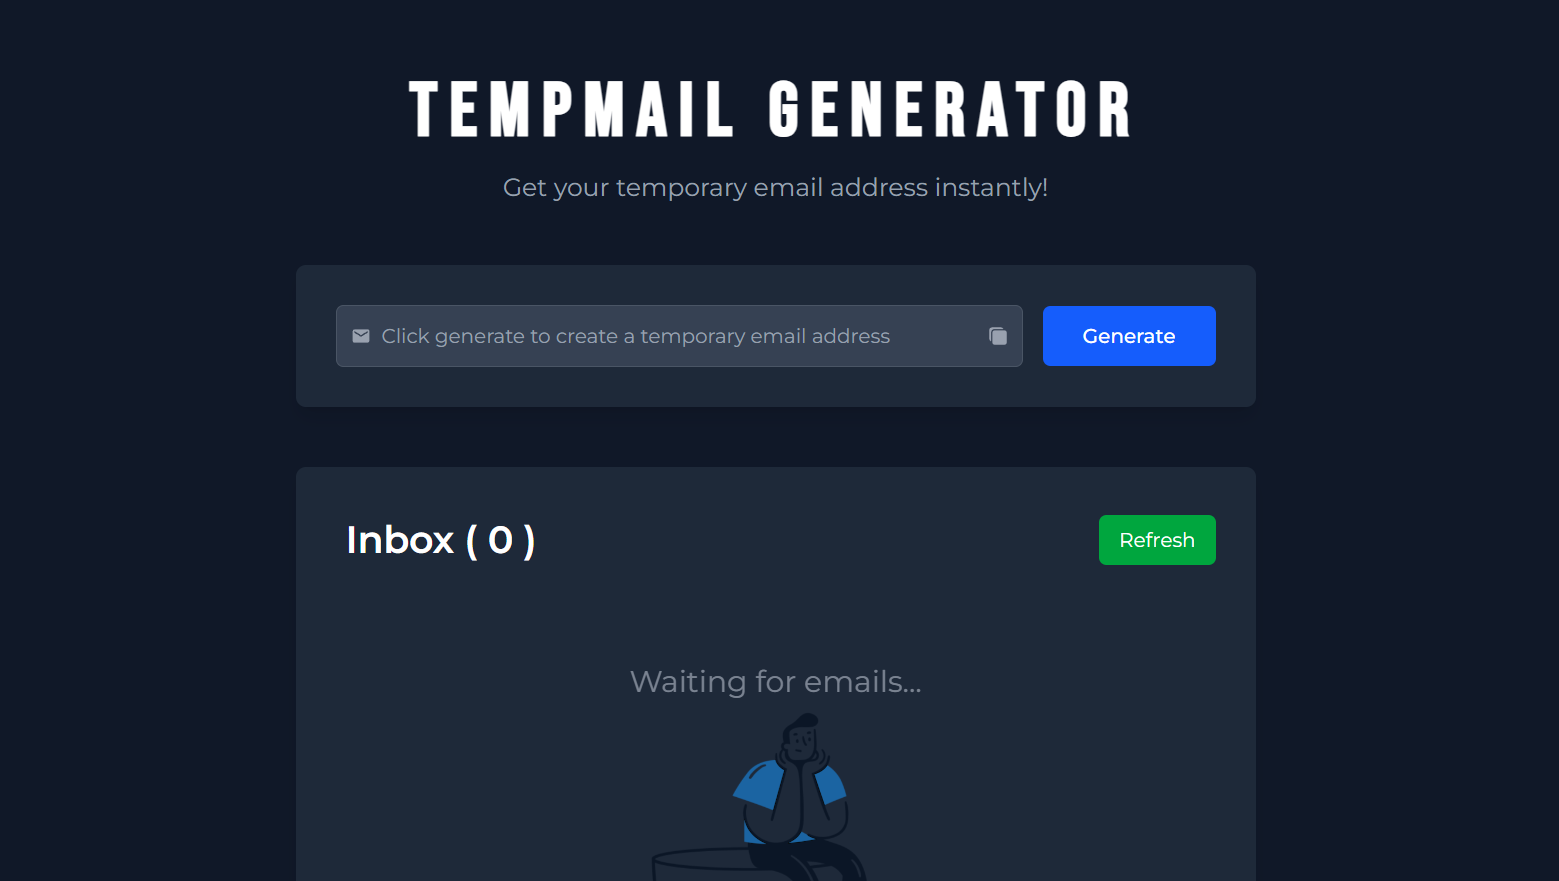 TEMPMAIL GENERATOR
Get your temporary email address instantly!
Click generate to create a temporary email address
Generate
Inbox ( 0 )
Refresh
Waiting for emails...